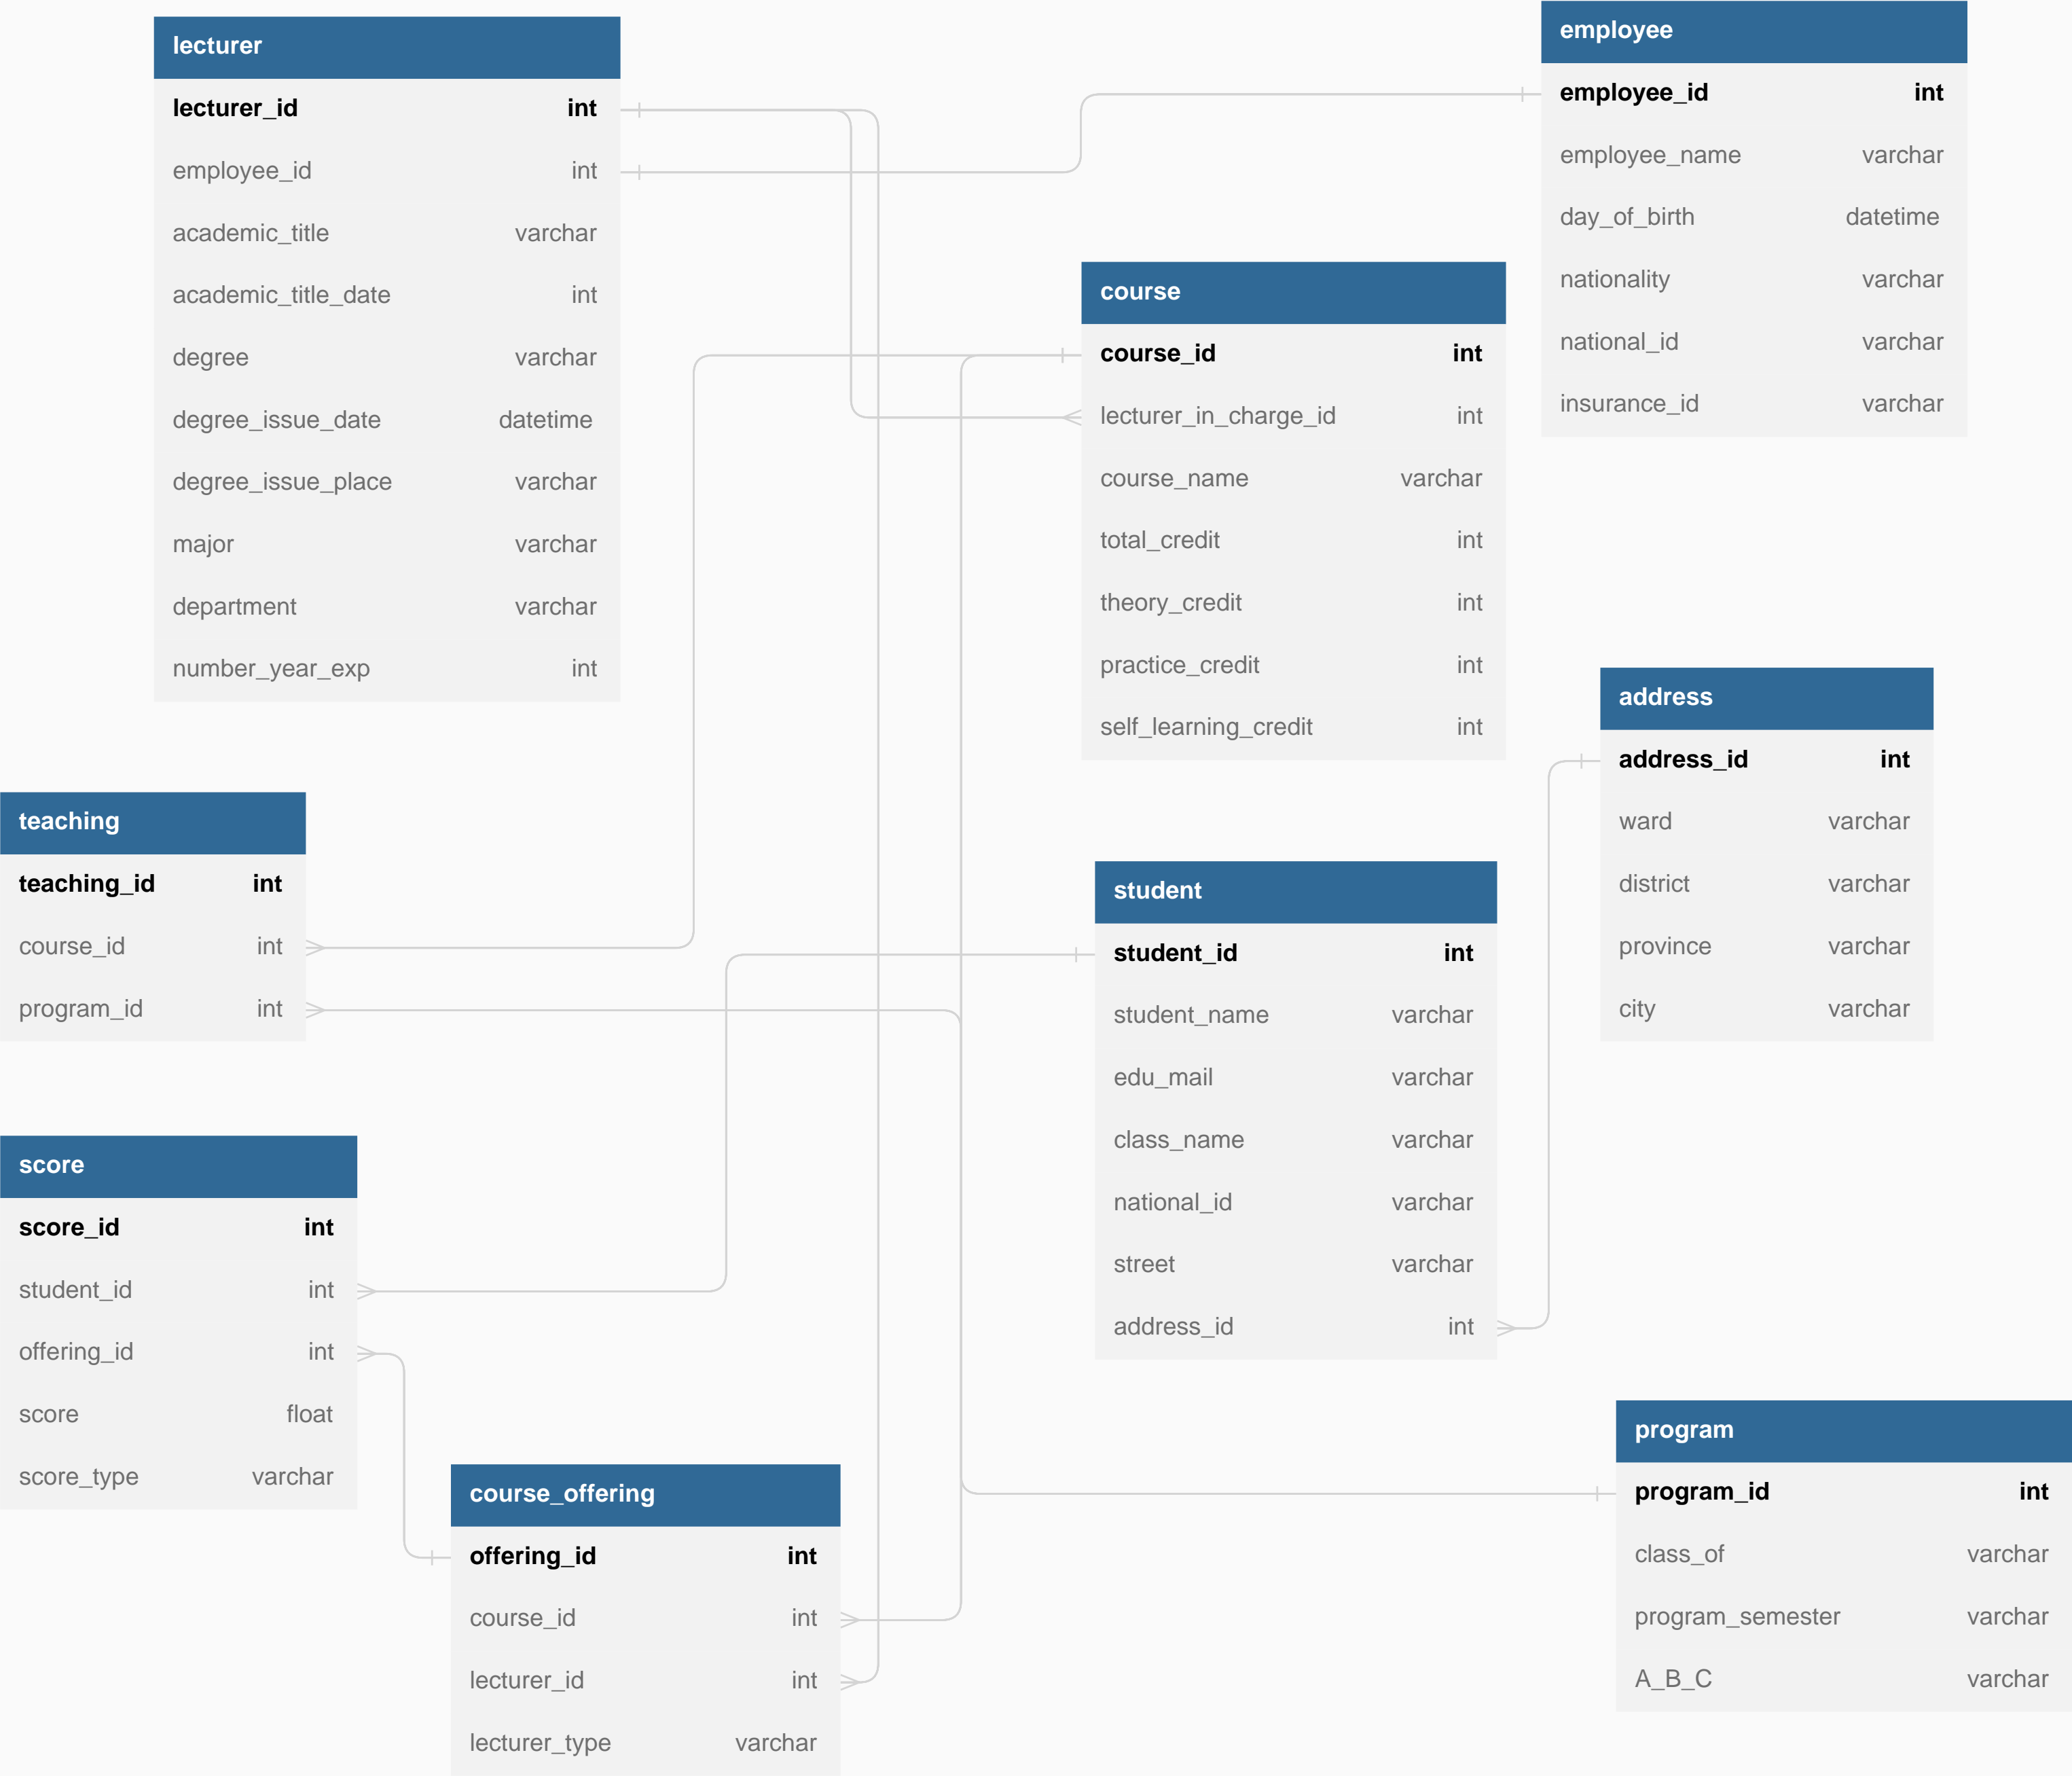 lecturer
lecturer_id int
employee_id int
academic_title varchar
academic_title_date int
degree varchar
degree_issue_date datetime
degree_issue_place varchar
major varchar
department varchar
number_year_exp int
employee
employee_id int
employee_name varchar
day_of_birth datetime
nationality varchar
national_id varchar
insurance_id varchar
course
course_id int
lecturer_in_charge_id int
course_name varchar
total_credit int
theory_credit int
practice_credit int
self_learning_credit int
address
address_id int
ward varchar
district varchar
province varchar
city varchar
teaching
teaching_id int
course_id int
program_id int
student
student_id int
student_name varchar
edu_mail varchar
class_name varchar
national_id varchar
street varchar
address_id int
score
score_id int
student_id int
offering_id int
score float
score_type varchar
course_offering
offering_id int
course_id int
lecturer_id int
lecturer_type varchar
program
program_id int
class_of varchar
program_semester varchar
A_B_C varchar